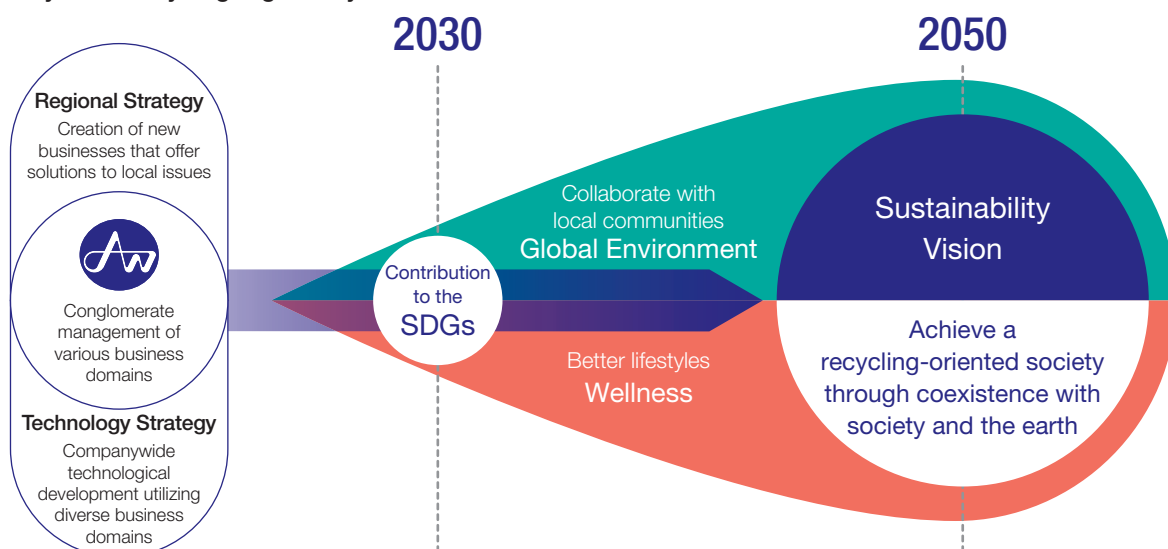 2030
2050
Regional Strategy
Creation of new
businesses that offer
solutions to local issues
AW
Conglomerate
management of
various business
domains
Technology Strategy
Companywide
technological
development utilizing
diverse business
domains
Contribution
to the
SDGs
Collaborate with
local communities
Global Environment
Better lifestyles
Wellness
Sustainability
Vision
Achieve a
recycling-oriented society
through coexistence with
society and the earth